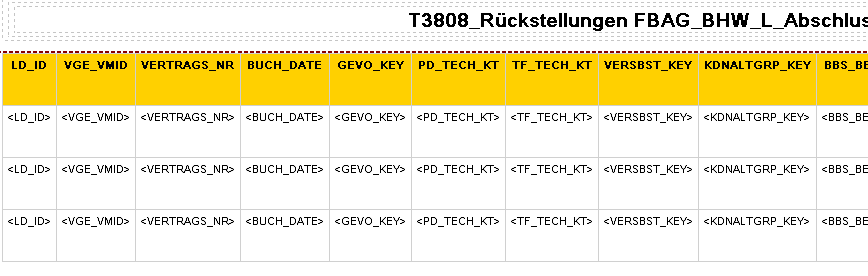 T3808_Rückstellungen FBAG_BHW_L_Abschlus
LD_ID VGE_VMID VERTRAGS_NR BUCH_DATE GEVO_KEY PD_TECH_KT TF_TECH_KT VERSBST_KEY KDNALTGRP_KEY BBS_BE
<LD_ID> <VGE_VMID> <VERTRAGS_NR> <BUCH_DATE> <GEVO_KEY> <PD_TECH_KT> <TF_TECH_KT> <VERSBST_KEY> <KDNALTGRP_KEY> <BBS_BE
<LD_ID> <VGE_VMID> <VERTRAGS_NR> <BUCH_DATE> <GEVO_KEY> <PD_TECH_KT> <TF_TECH_KT> <VERSBST_KEY> <KDNALTGRP_KEY> <BBS_BE
<LD_ID> <VGE_VMID> <VERTRAGS_NR> <BUCH_DATE> <GEVO_KEY> <PD_TECH_KT> <TF_TECH_KT> <VERSBST_KEY> <KDNALTGRP_KEY> <BBS_BE